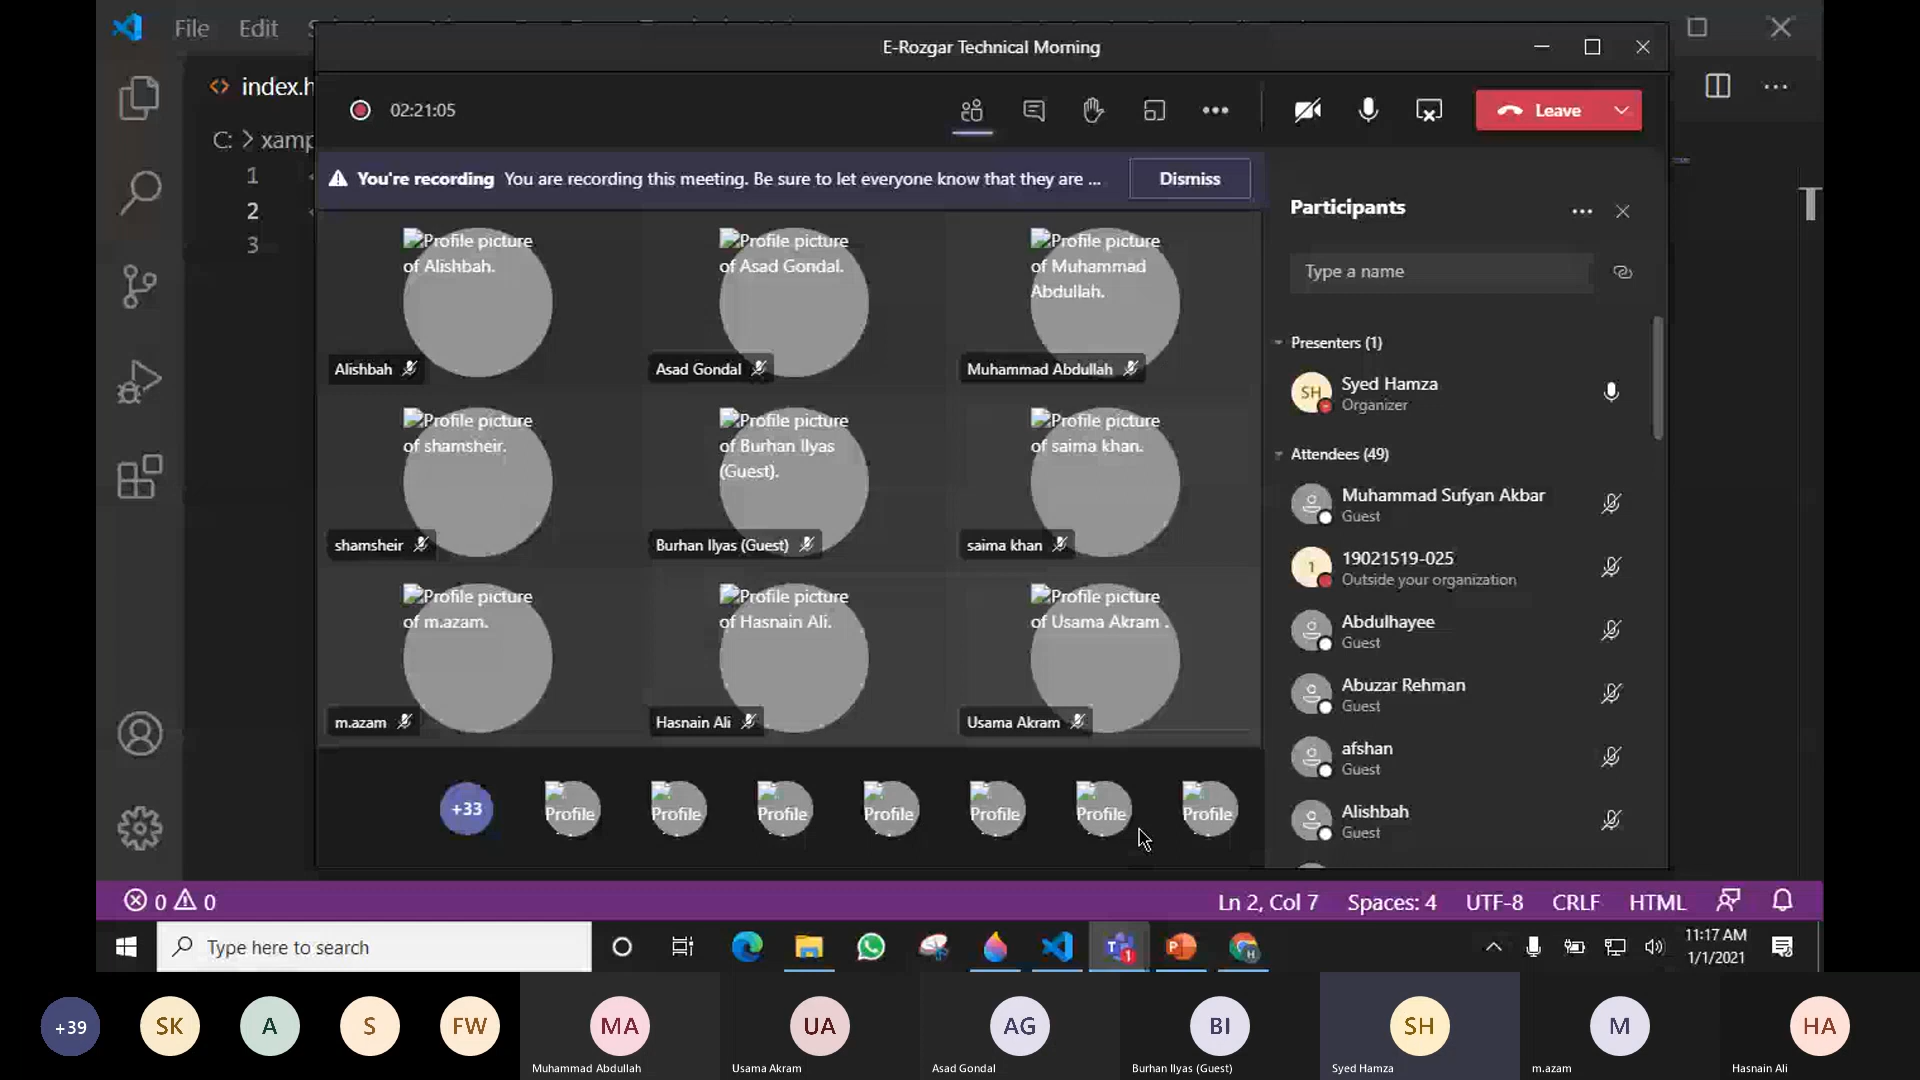 File Edit S
E-Rozgar Technical Morning
index.h
02:21:05
Leave
C: > xamp
1
2
3
You're recording You are recording this meeting. Be sure to let everyone know that they are ...
Dismiss
Participants
Type a name
Profile picture
of Alishbah.
Alishbah
Profile picture
of Asad Gondal.
Asad Gondal
Profile picture
of Muhammad
Abdullah.
Muhammad Abdullah
Profile picture
of shamsheir.
shamsheir
Profile picture
of Burhan Ilyas
(Guest).
Burhan Ilyas (Guest)
Profile picture
of saima khan.
saima khan
Profile picture
of m.azam.
m.azam
Profile picture
of Hasnain Ali.
Hasnain Ali
Profile picture
of Usama Akram .
Usama Akram
+33
Profile
Profile
Profile
Profile
Profile
Profile
Profile
Presenters (1)
SH
Syed Hamza
Organizer
Attendees (49)
Muhammad Sufyan Akbar
Guest
1
19021519-025
Outside your organization
Abdulhayee
Guest
Abuzar Rehman
Guest
afshan
Guest
Alishbah
Guest
0 0
Ln 2, Col 7 Spaces: 4 UTF-8 CRLF HTML
Type here to search
11:17 AM
1/1/2021
+39
SK
A
S
FW
MA
Muhammad Abdullah
UA
Usama Akram
AG
Asad Gondal
BI
Burhan Ilyas (Guest)
SH
Syed Hamza
M
m.azam
HA
Hasnain Ali